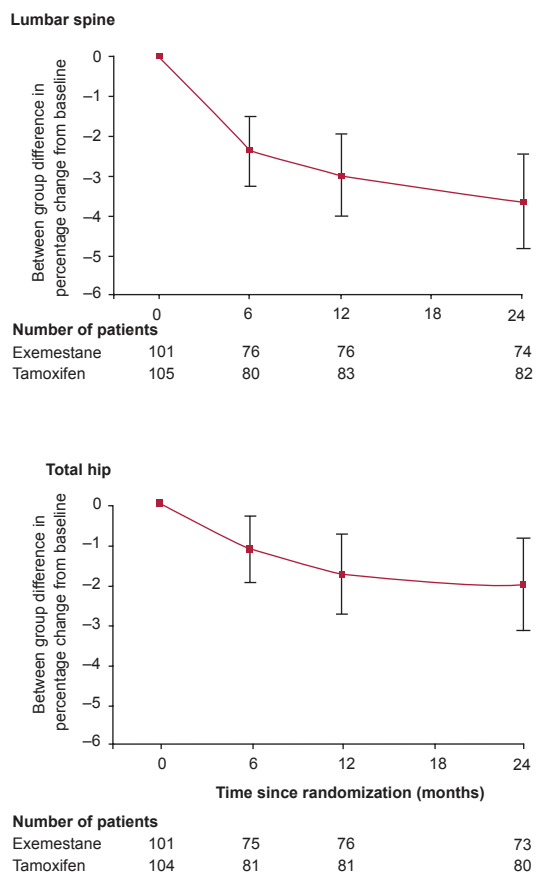 Lumbar spine
Between group difference in
percentage change from baseline
0
–1
–2
–3
–4
–5
–6
0 6 12 18 24
Number of patients
Exemestane 101 76 76 74
Tamoxifen 105 80 83 82
Total hip
Between group difference in
percentage change from baseline
0
–1
–2
–3
–4
–5
–6
0 6 12 18 24
Time since randomization (months)
Number of patients
Exemestane 101 75 76 73
Tamoxifen 104 81 81 80